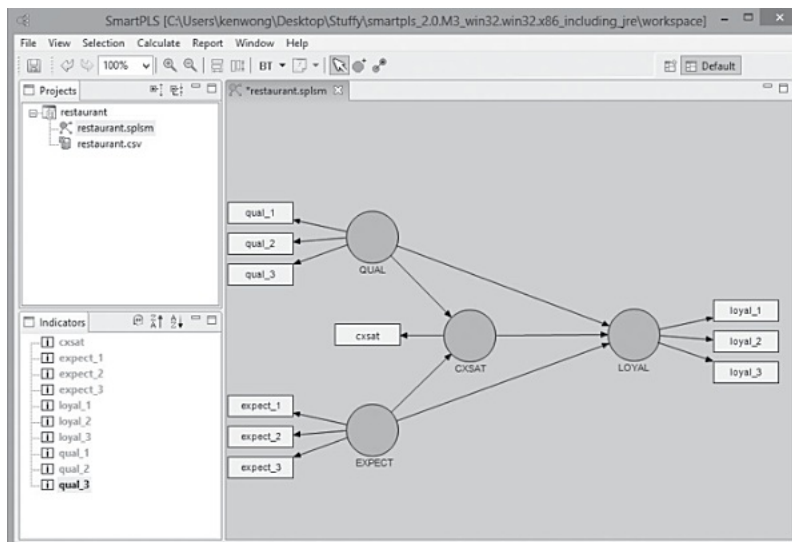 SmartPLS [C:\Users\kenwong\Desktop\Stuffy\smartpls_2.0.M3_win32.win32.x86_including_jre\workspace]
File View Selection Calculate Report Window Help
100% BT Default
Projects
restaurant
restaurant.splsm
restaurant.csv
Indicators
cxsat
expect_1
expect_2
expect_3
loyal_1
loyal_2
loyal_3
qual_1
qual_2
qual_3
*restaurant.splsm
qual_1
qual_2
qual_3
QUAL
cxsat
CXSAT
expect_1
expect_2
expect_3
EXPECT
LOYAL
loyal_1
loyal_2
loyal_3